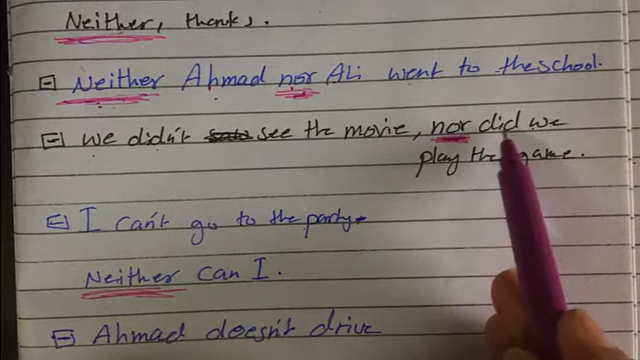 Neither, thanks.
Neither Ahmad nor Ali went to the school.
we didn't see the movie, nor did we
play the game.
I can't go to the party.
Neither can I.
Ahmad doesn't drive